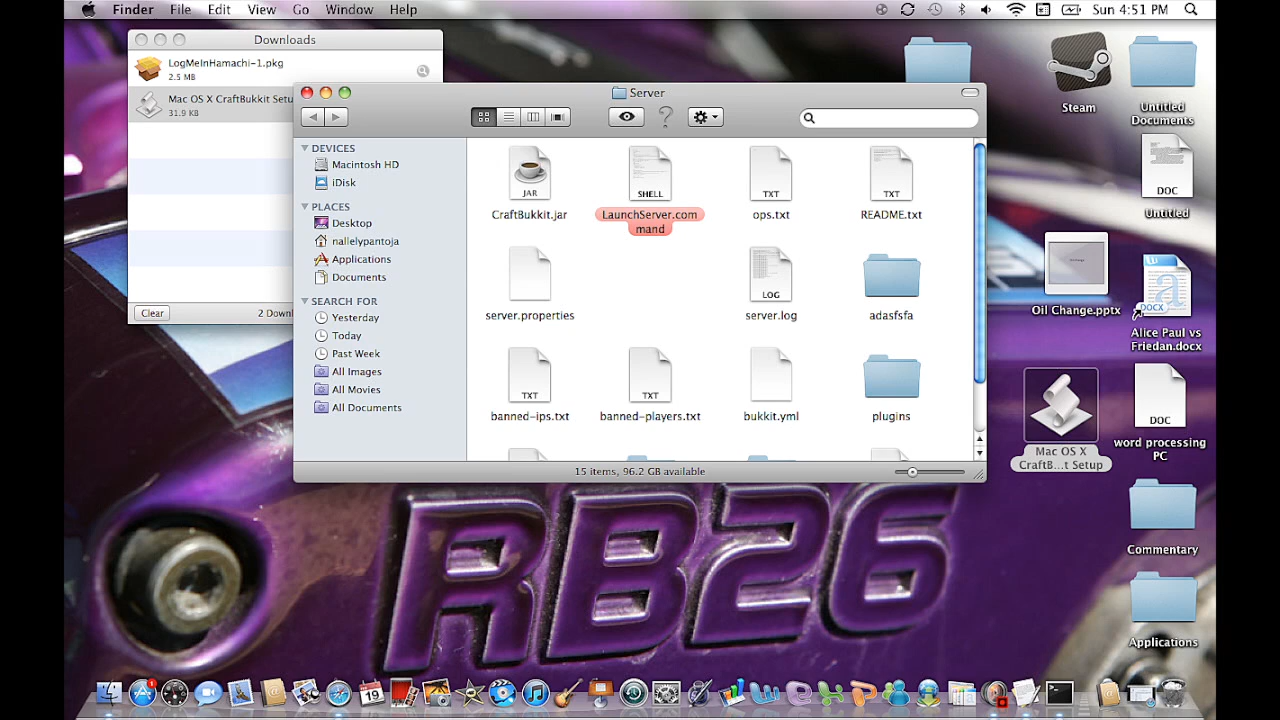 Finder File Edit View Go Window Help Sun 4:51 PM
Downloads
LogMeInHamachi-1.pkg
2.5 MB
Mac OS X CraftBukkit Setu
31.9 KB
Clear
2 Downl
Server
DEVICES
Macintosh HD
iDisk
PLACES
Desktop
nallelypantoja
Applications
Documents
SEARCH FOR
Yesterday
Today
Past Week
All Images
All Movies
All Documents
JAR
CraftBukkit.jar
SHELL
LaunchServer.com
mand
TXT
ops.txt
TXT
README.txt
server.properties
LOG
server.log
adasfsfa
TXT
banned-ips.txt
TXT
banned-players.txt
bukkit.yml
plugins
15 items, 96.2 GB available
Steam
Untitled
Documents
DOC
Untitled
Oil Change.pptx
DOCX
Alice Paul vs
Friedan.docx
Mac OS X
CraftB...t Setup
DOC
word processing
PC
Commentary
Applications
RB26
19